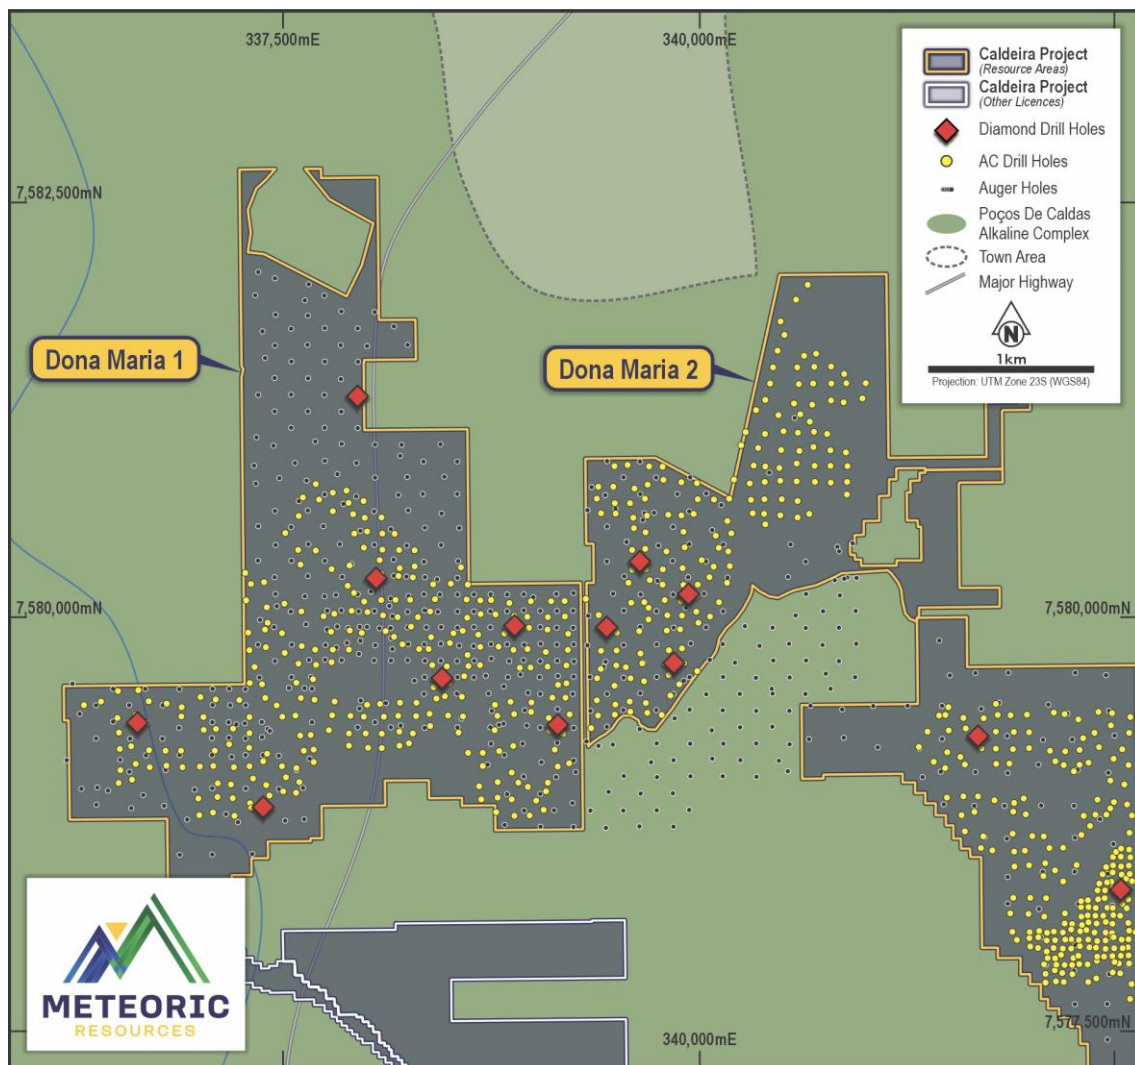 337,500mE
340,000mE
Caldeira Project
(Resource Areas)
Caldeira Project
(Other Licences)
Diamond Drill Holes
AC Drill Holes
Auger Holes
Poços De Caldas
Alkaline Complex
Town Area
Major Highway
N
1km
Projection: UTM Zone 23S (WGS84)
7,582,500mN
Dona Maria 1
Dona Maria 2
7,580,000mN
7,580,000mN
METEORIC
RESOURCES
7,577,500mN
340,000mE